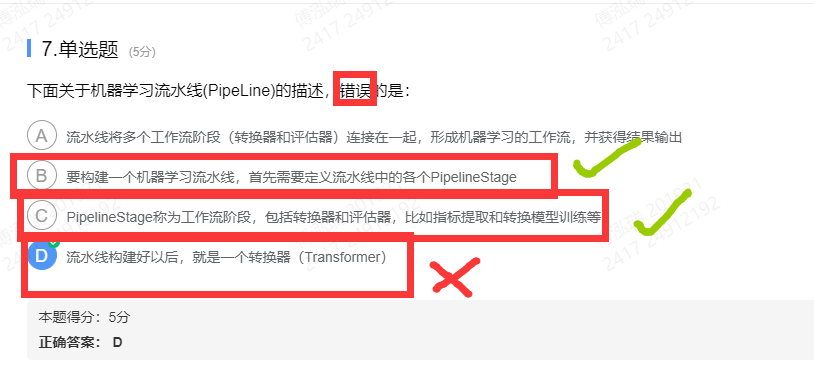 7.单选题 (5分)
下面关于机器学习流水线(PipeLine)的描述，错误的是：
A 流水线将多个工作流阶段（转换器和评估器）连接在一起，形成机器学习的工作流，并获得结果输出
B 要构建一个机器学习流水线，首先需要定义流水线中的各个PipelineStage
C PipelineStage称为工作流阶段，包括转换器和评估器，比如指标提取和转换模型训练等
D 流水线构建好以后，就是一个转换器（Transformer）
本题得分： 5分
正确答案： D